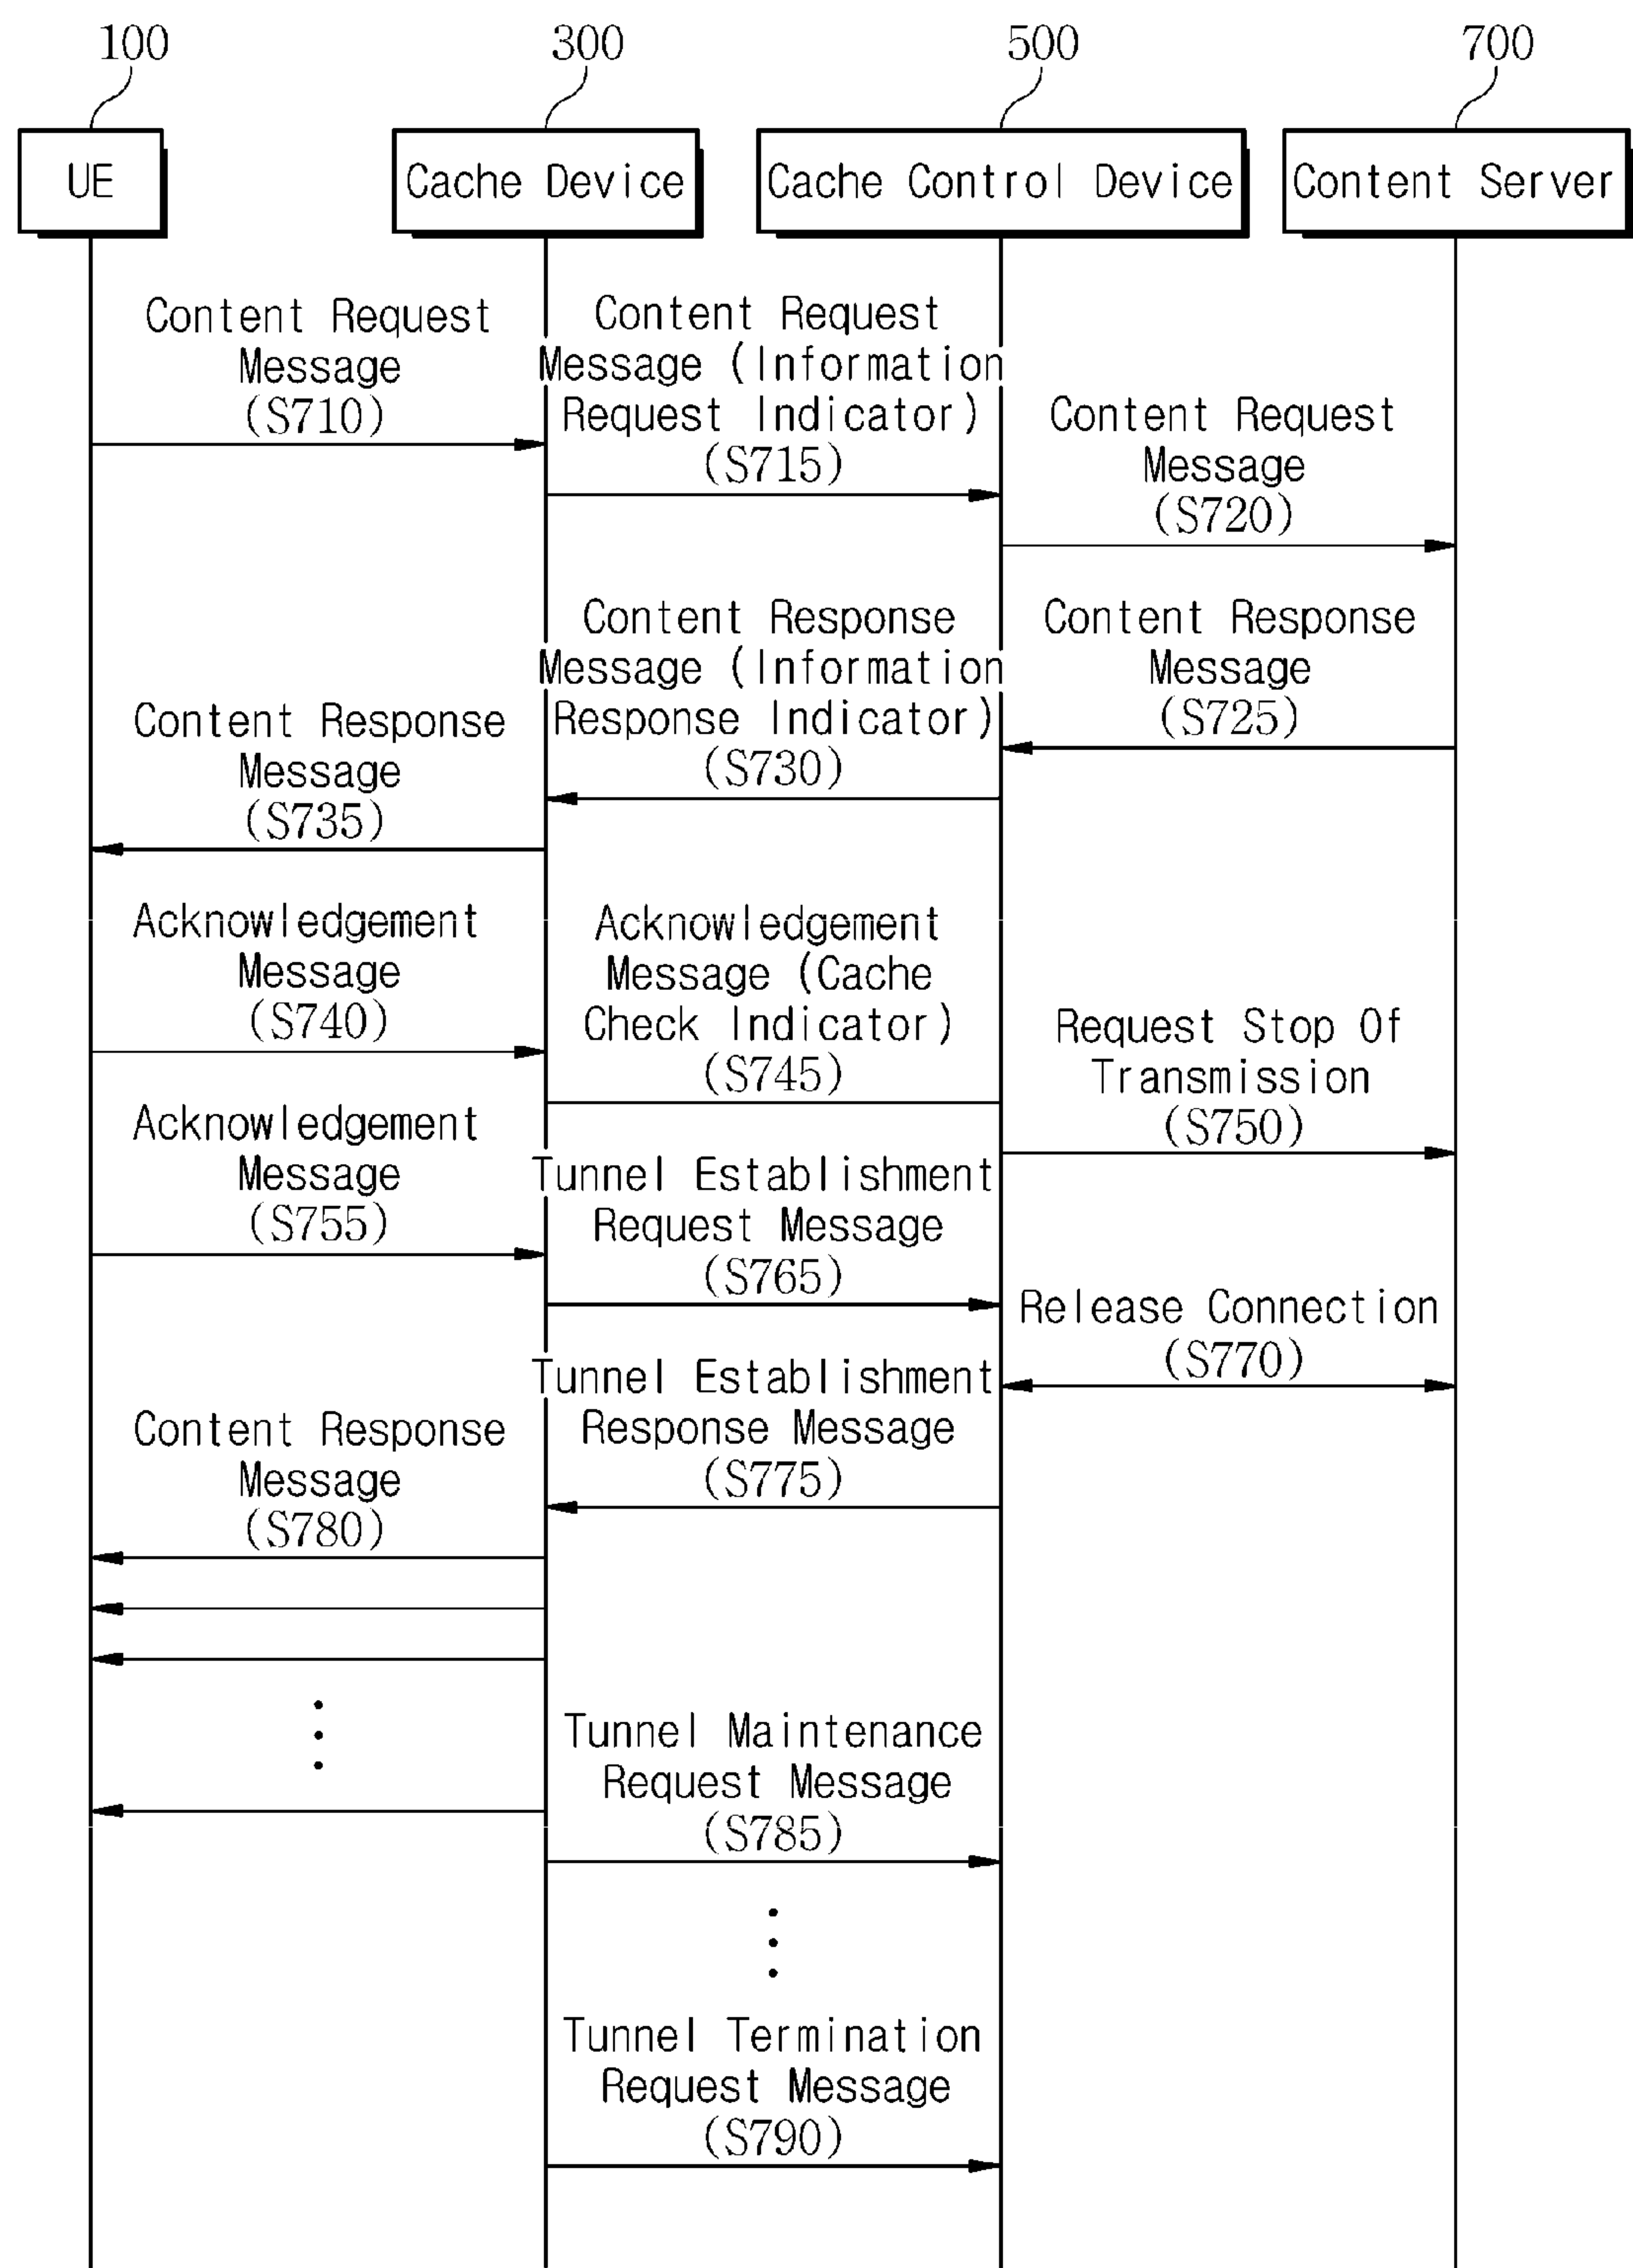 100
300
500
700
UE
Cache Device
Cache Control Device
Content Server
Content Request
Message
(S710)
Content Request
Message (Information
Request Indicator)
(S715)
Content Request
Message
(S720)
Content Response
Message
(S725)
Content Response
Message (Information
Response Indicator)
(S730)
Content Response
Message
(S735)
Acknowledgement
Message
(S740)
Acknowledgement
Message (Cache
Check Indicator)
(S745)
Request Stop Of
Transmission
(S750)
Acknowledgement
Message
(S755)
Tunnel Establishment
Request Message
(S765)
Release Connection
(S770)
Tunnel Establishment
Response Message
(S775)
Content Response
Message
(S780)
Tunnel Maintenance
Request Message
(S785)
Tunnel Termination
Request Message
(S790)